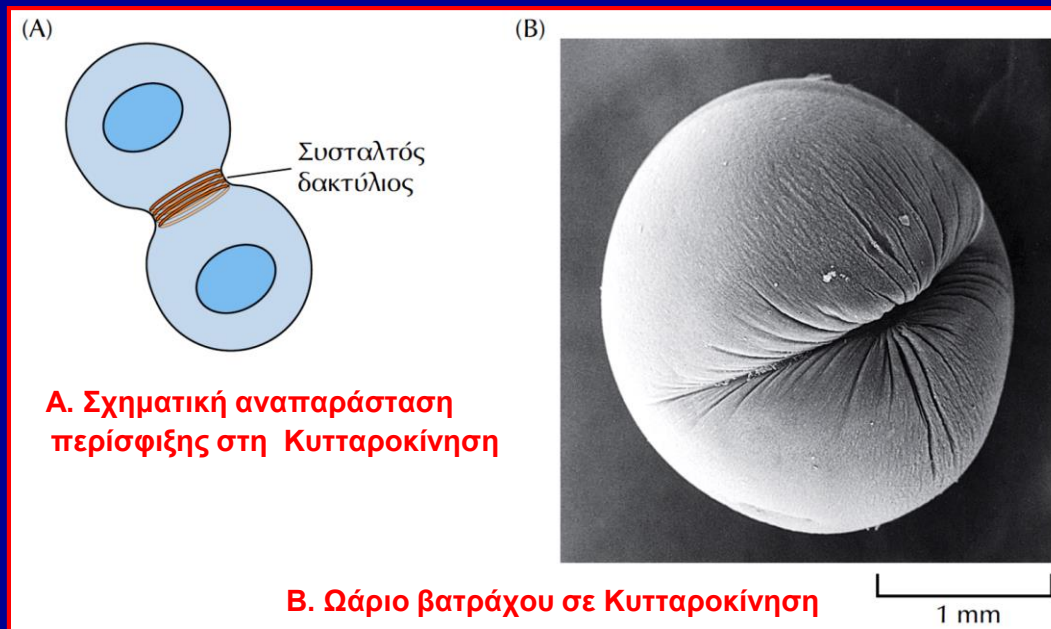 (A)
(B)
Συσταλτός
δακτύλιος
Α. Σχηματική αναπαράσταση
περίσφιξης στη Κυτταροκίνηση
Β. Ωάριο βατράχου σε Κυτταροκίνηση
1 mm